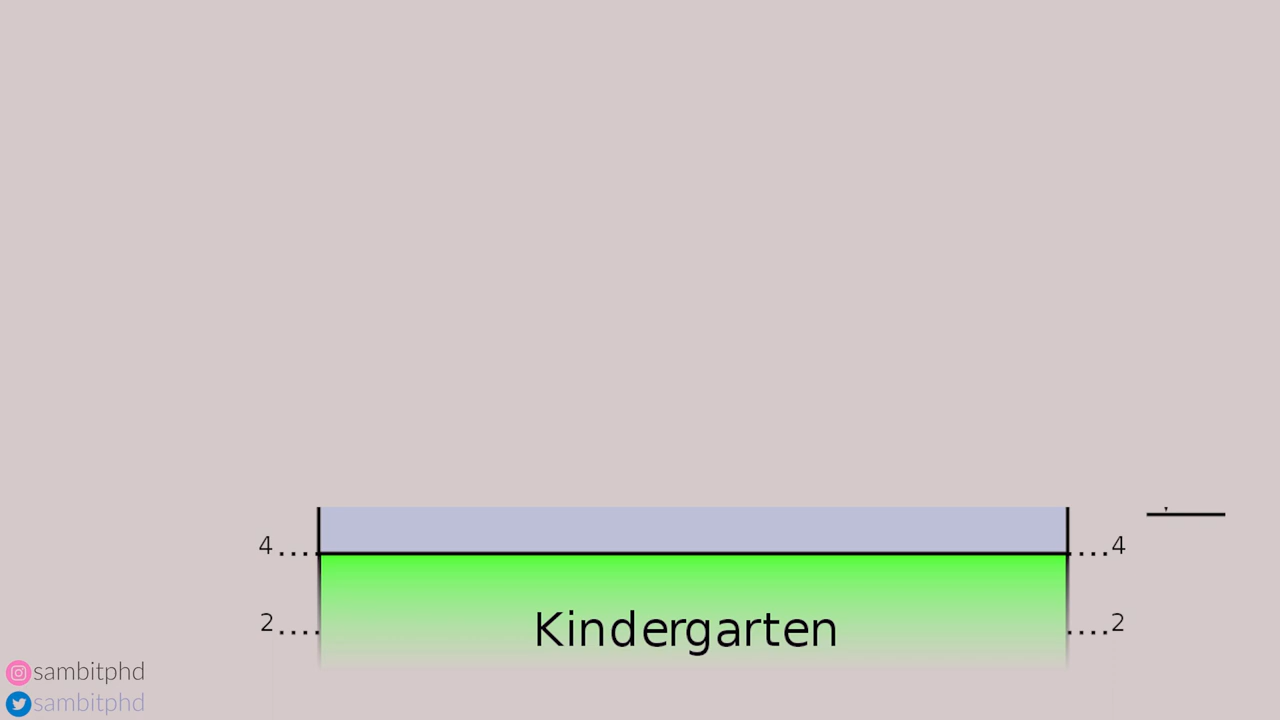 4.... ....4
Kindergarten
2.... ....2
sambitphd
sambitphd